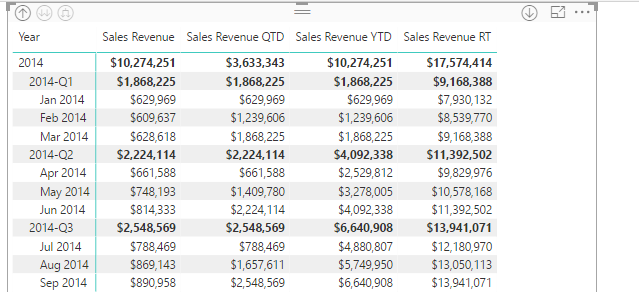 Year Sales Revenue Sales Revenue QTD Sales Revenue YTD Sales Revenue RT
2014 $10,274,251 $3,633,343 $10,274,251 $17,574,414
2014-Q1 $1,868,225 $1,868,225 $1,868,225 $9,168,388
Jan 2014 $629,969 $629,969 $629,969 $7,930,132
Feb 2014 $609,637 $1,239,606 $1,239,606 $8,539,770
Mar 2014 $628,618 $1,868,225 $1,868,225 $9,168,388
2014-Q2 $2,224,114 $2,224,114 $4,092,338 $11,392,502
Apr 2014 $661,588 $661,588 $2,529,812 $9,829,976
May 2014 $748,193 $1,409,780 $3,278,005 $10,578,168
Jun 2014 $814,333 $2,224,114 $4,092,338 $11,392,502
2014-Q3 $2,548,569 $2,548,569 $6,640,908 $13,941,071
Jul 2014 $788,469 $788,469 $4,880,807 $12,180,970
Aug 2014 $869,143 $1,657,611 $5,749,950 $13,050,113
Sep 2014 $890,958 $2,548,569 $6,640,908 $13,941,071